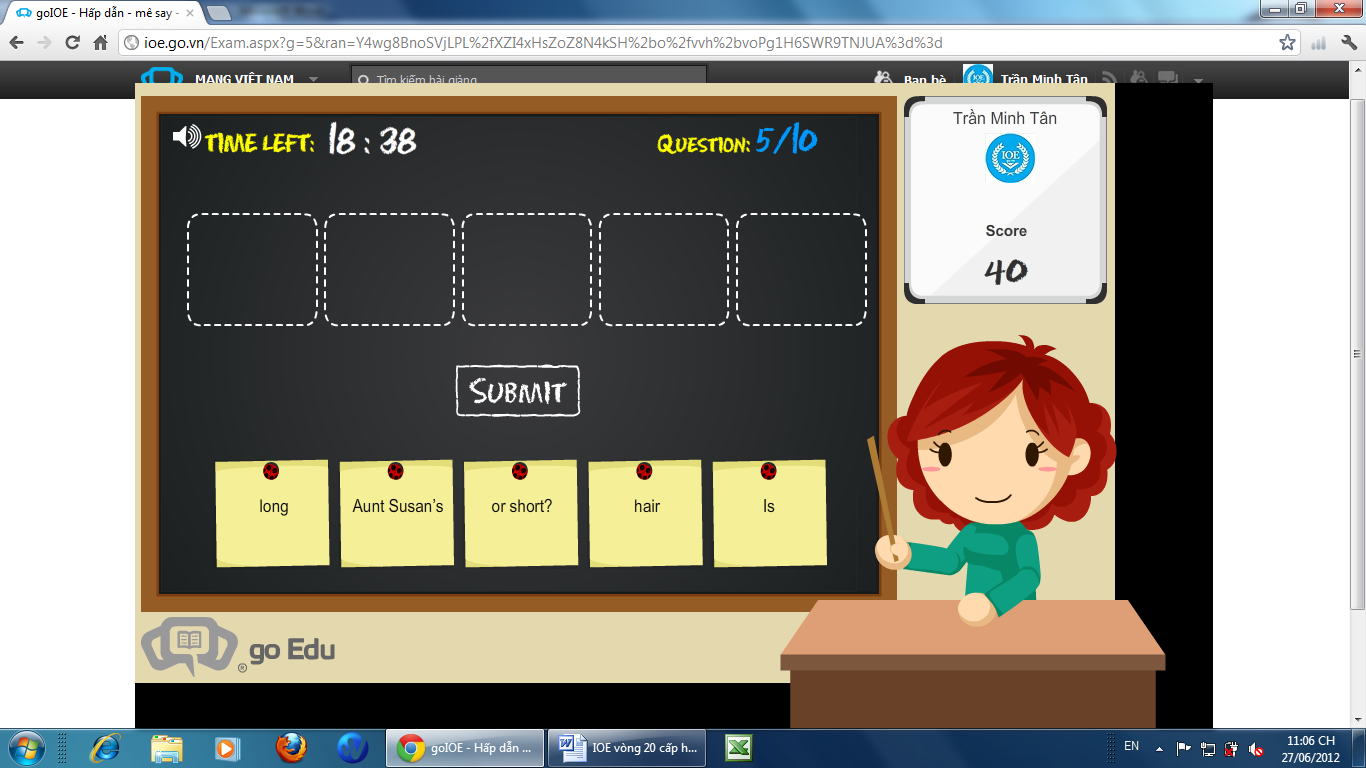 goIOE - Hấp dẫn - mê say -
ioe.go.vn/Exam.aspx?g=5&ran=Y4wg8BnoSVjLPL%2fXZI4xHsZoZ8N4kSH%2bo%2fvvh%2bvoPg1H6SWR9TNJUA%3d%3d
MẠNG VIỆT NAM
Tìm kiếm bài giảng
Bạn bè
Trần Minh Tân
TIME LEFT: 18 : 38
QUESTION: 5/10
Trần Minh Tân
IOE
Score
40
SUBMIT
long
Aunt Susan’s
or short?
hair
Is
® go Edu
goIOE - Hấp dẫn ...
IOE vòng 20 cấp h...
EN
11:06 CH
27/06/2012